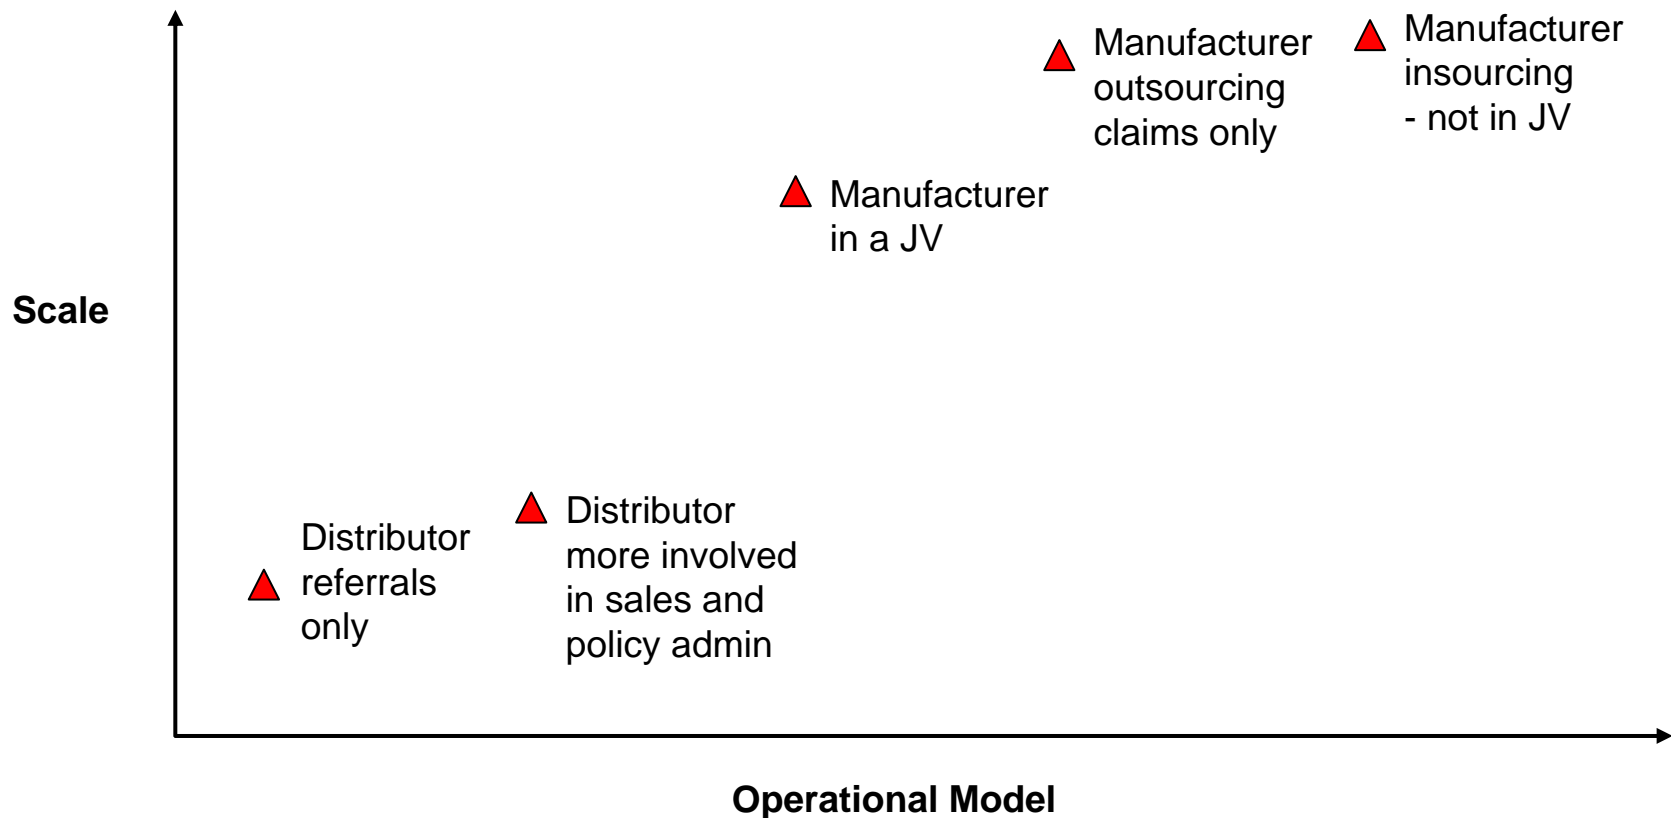 Manufacturer
outsourcing
claims only
Manufacturer
insourcing
- not in JV
Manufacturer
in a JV
Scale
Distributor
referrals
only
Distributor
more involved
in sales and
policy admin
Operational Model